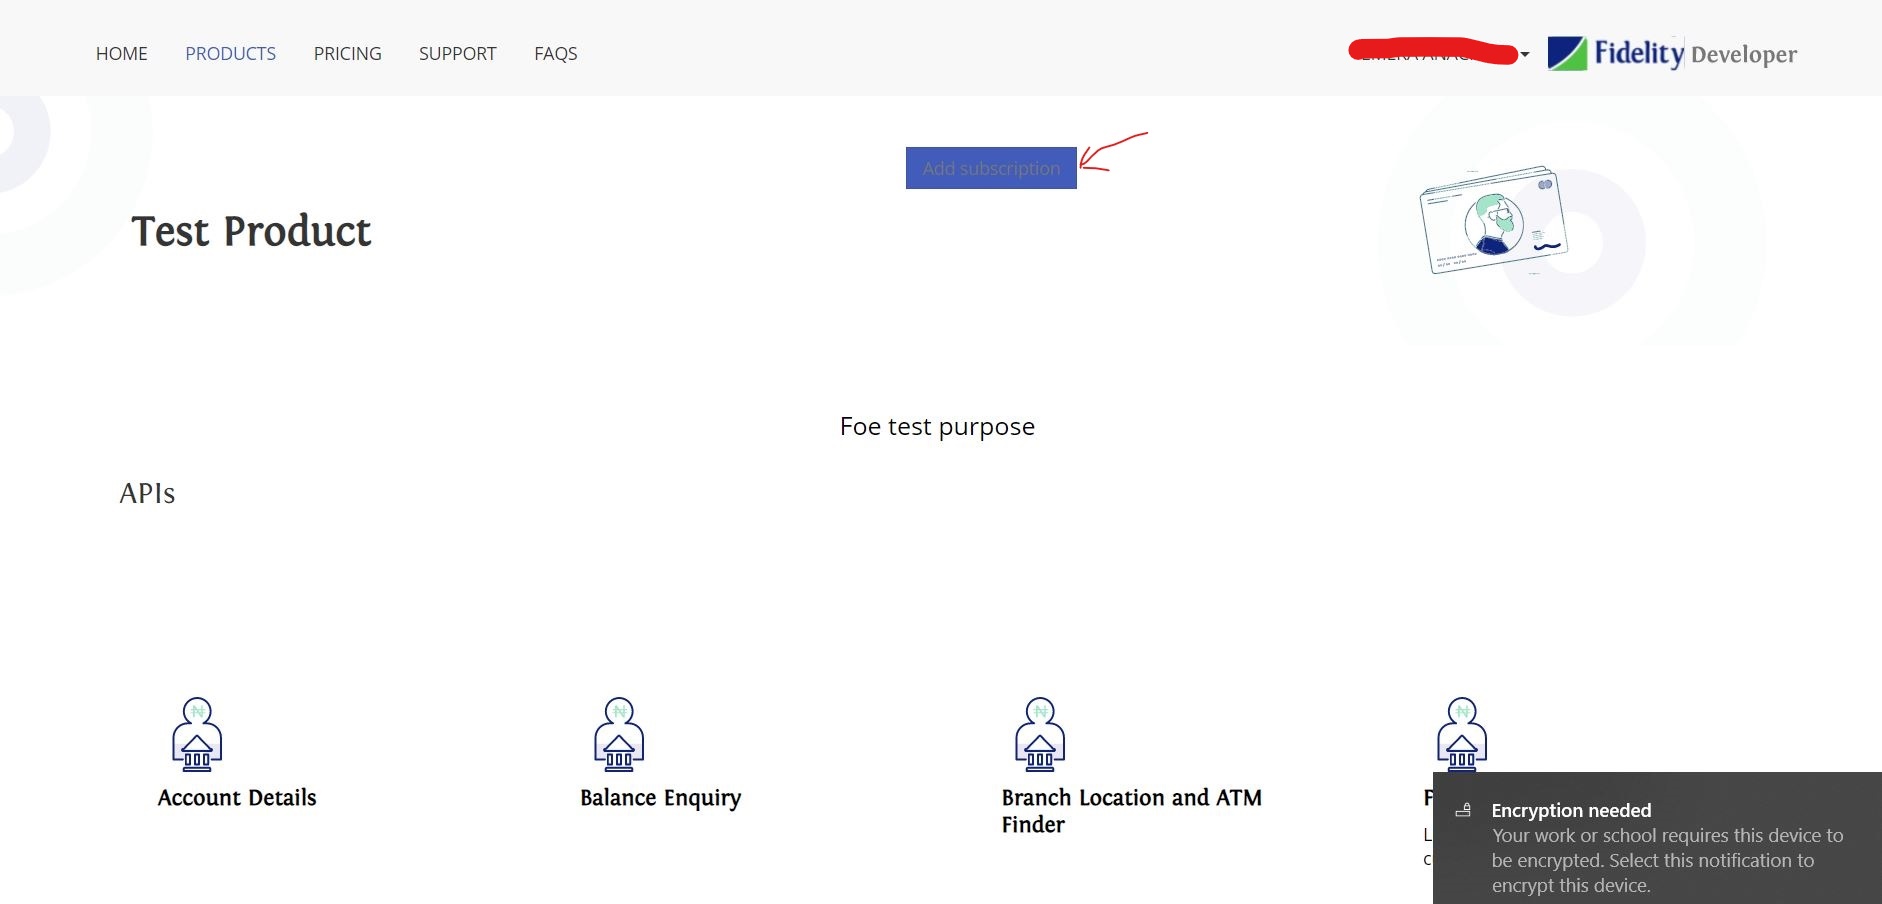 HOME PRODUCTS PRICING SUPPORT FAQS
Fidelity Developer
Add subscription
Test Product
Foe test purpose
APIs
Account Details
Balance Enquiry
Branch Location and ATM
Finder
Encryption needed
Your work or school requires this device to
be encrypted. Select this notification to
encrypt this device.